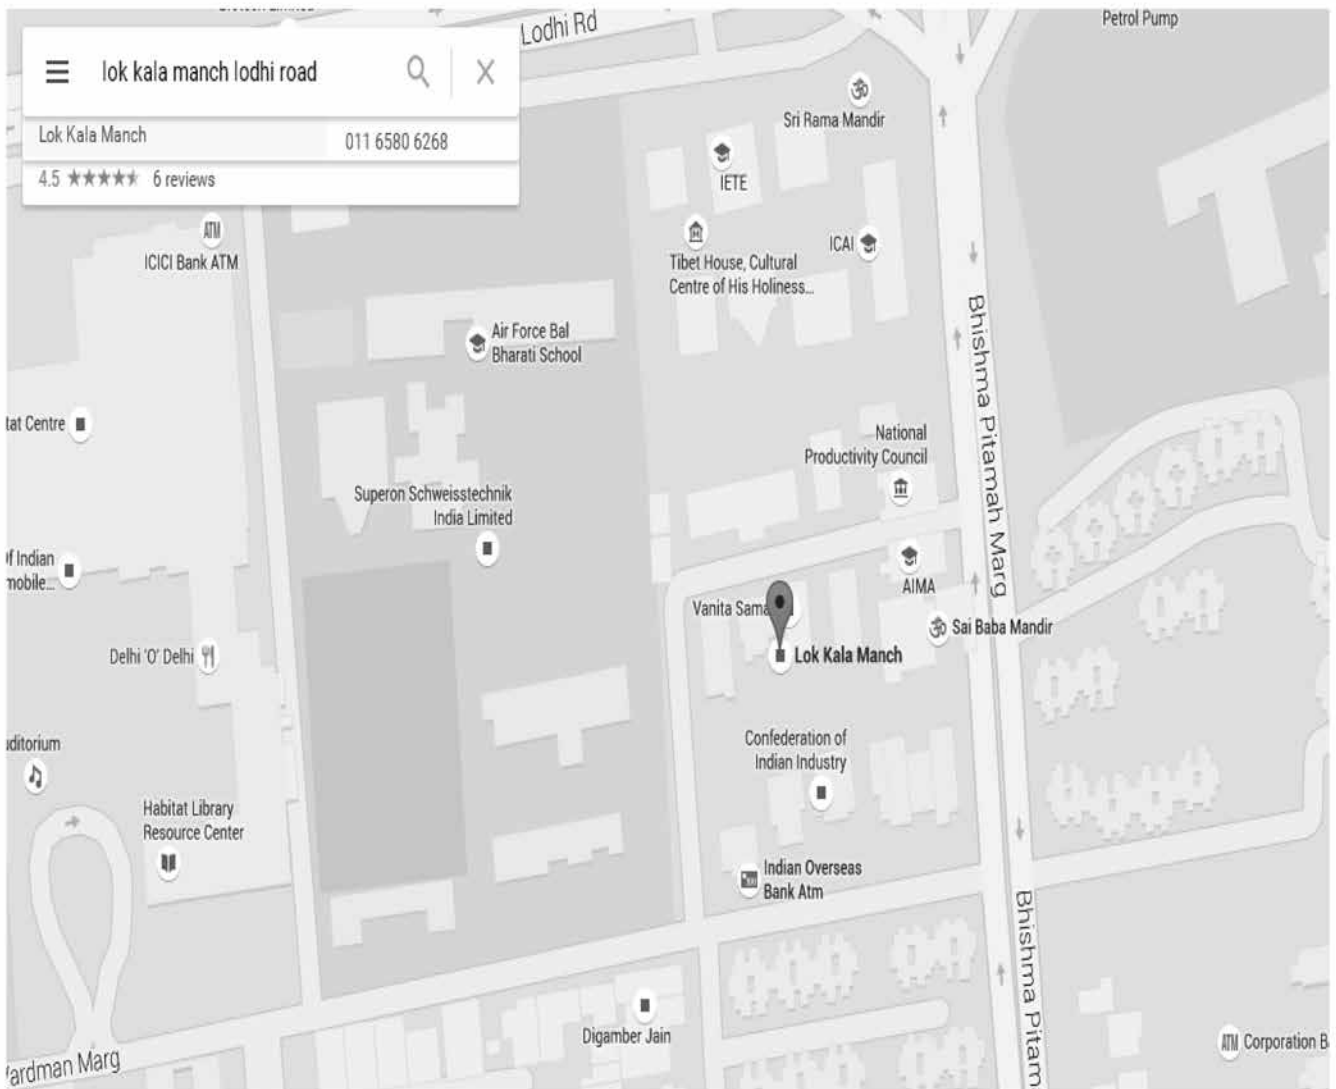 Lodhi Rd
Petrol Pump
lok kala manch lodhi road
Lok Kala Manch
011 6580 6268
4.5
6 reviews
Sri Rama Mandir
IETE
ATM
ICICI Bank ATM
ICAI
Tibet House, Cultural
Centre of His Holiness...
Air Force Bal
Bharati School
Bhishma Pitamah Marg
tat Centre
National
Productivity Council
Superon Schweisstechnik
India Limited
Of Indian
mobile...
AIMA
Vanita Sama
Sai Baba Mandir
Delhi 'O' Delhi
Lok Kala Manch
uditorium
Confederation of
Indian Industry
Habitat Library
Resource Center
Indian Overseas
Bank Atm
Bhishma Pitam
Digamber Jain
ATM Corporation B
Vardman Marg